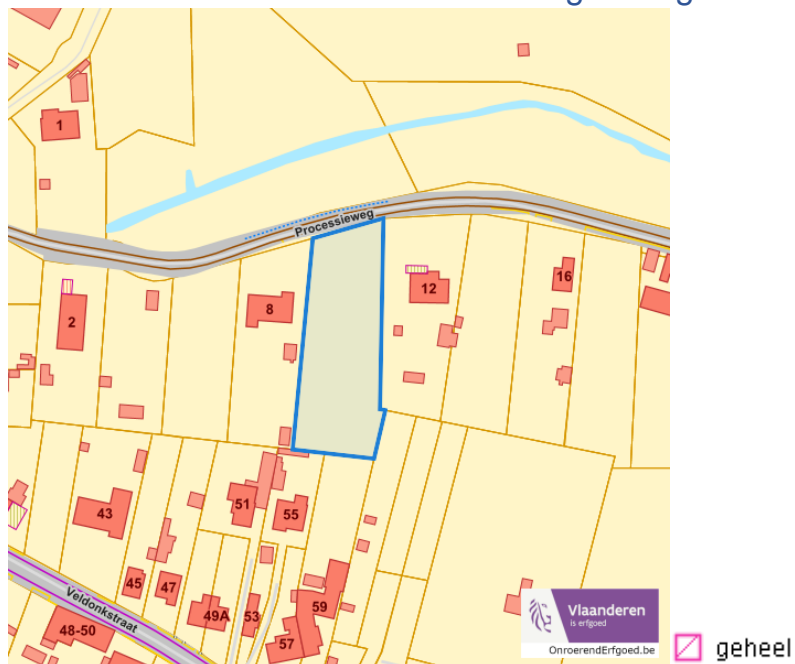 1
Processieweg
2
8
12
16
43
51
55
45
47
49A
53
59
57
Veldonkstraat
48-50
Vlaanderen
is erfgoed
OnroerendErfgoed.be
geheel